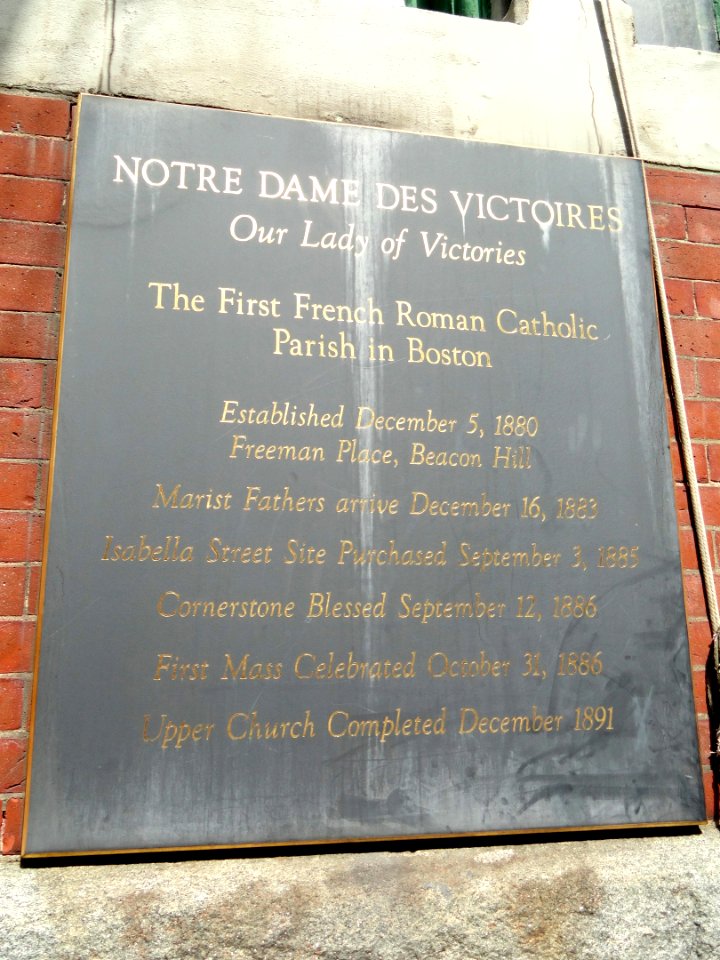 NOTRE DAME DES VICTOIRES
Our Lady of Victories
The First French Roman Catholic
Parish in Boston
Established December 5, 1880
Freeman Place, Beacon Hill
Marist Fathers arrive December 16, 1883
Isabella Street Site Purchased September 3, 1885
Cornerstone Blessed September 12, 1886
First Mass Celebrated October 31, 1886
Upper Church Completed December 1891